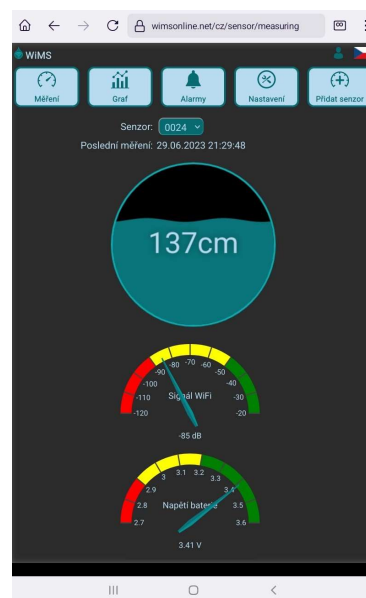 wimsonline.net/cz/sensor/measuring
WiMS
Měření
Graf
Alarmy
Nastavení
Přidat senzor
Senzor: 0024
Poslední měření: 29.06.2023 21:29:48
137cm
-120
-110
-100
-90
-80
-70
-60
-50
-40
-30
-20
Signál WiFi
-85 dB
2.7
2.8
2.9
3
3.1
3.2
3.3
3.4
3.5
3.6
Napětí baterie
3.41 V